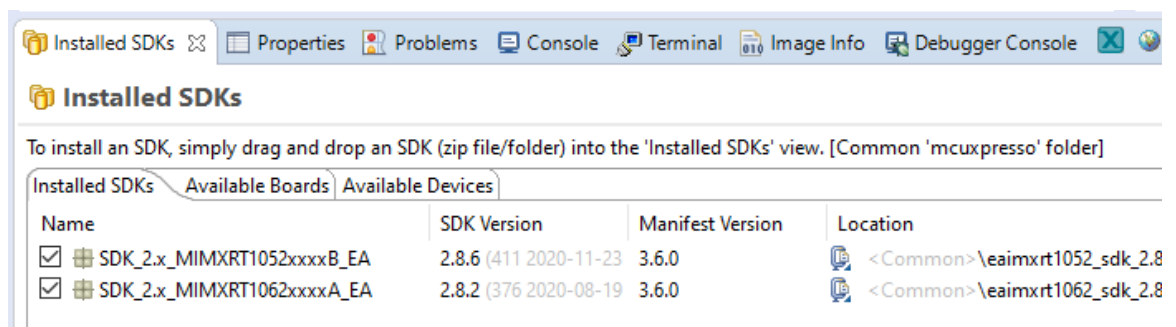 Installed SDKs Properties Problems Console Terminal Image Info Debugger Console
Installed SDKs
To install an SDK, simply drag and drop an SDK (zip file/folder) into the 'Installed SDKs' view. [Common 'mcuxpresso' folder]
Installed SDKs Available Boards Available Devices
Name SDK Version Manifest Version Location
SDK_2.x_MIMXRT1052xxxxB_EA 2.8.6 (411 2020-11-23 3.6.0 <Common>\eaimxrt1052_sdk_2.8
SDK_2.x_MIMXRT1062xxxxA_EA 2.8.2 (376 2020-08-19 3.6.0 <Common>\eaimxrt1062_sdk_2.8